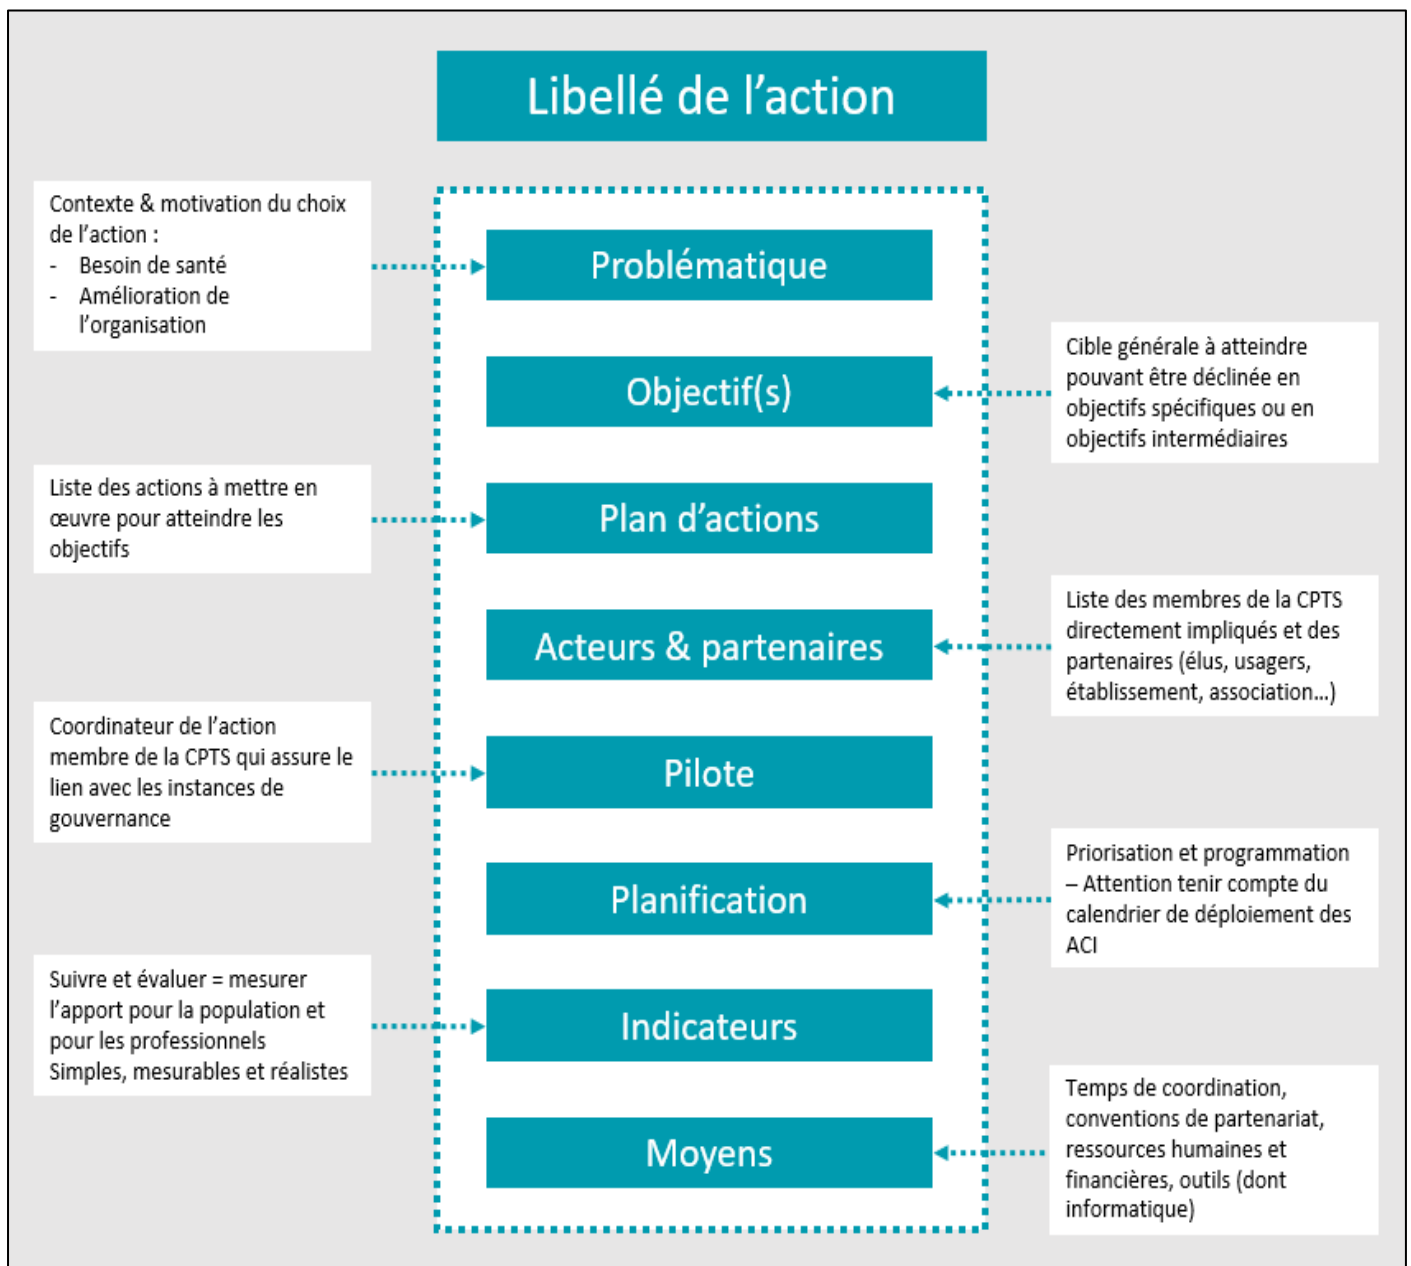 Libellé de l’action
Contexte & motivation du choix
de l’action :
- Besoin de santé
- Amélioration de
l’organisation
Problématique
Objectif(s)
Cible générale à atteindre
pouvant être déclinée en
objectifs spécifiques ou en
objectifs intermédiaires
Liste des actions à mettre en
œuvre pour atteindre les
objectifs
Plan d’actions
Acteurs & partenaires
Liste des membres de la CPTS
directement impliqués et des
partenaires (élus, usagers,
établissement, association…)
Coordinateur de l’action
membre de la CPTS qui assure le
lien avec les instances de
gouvernance
Pilote
Planification
Priorisation et programmation
– Attention tenir compte du
calendrier de déploiement des
ACI
Suivre et évaluer = mesurer
l’apport pour la population et
pour les professionnels
Simples, mesurables et réalistes
Indicateurs
Moyens
Temps de coordination,
conventions de partenariat,
ressources humaines et
financières, outils (dont
informatique)